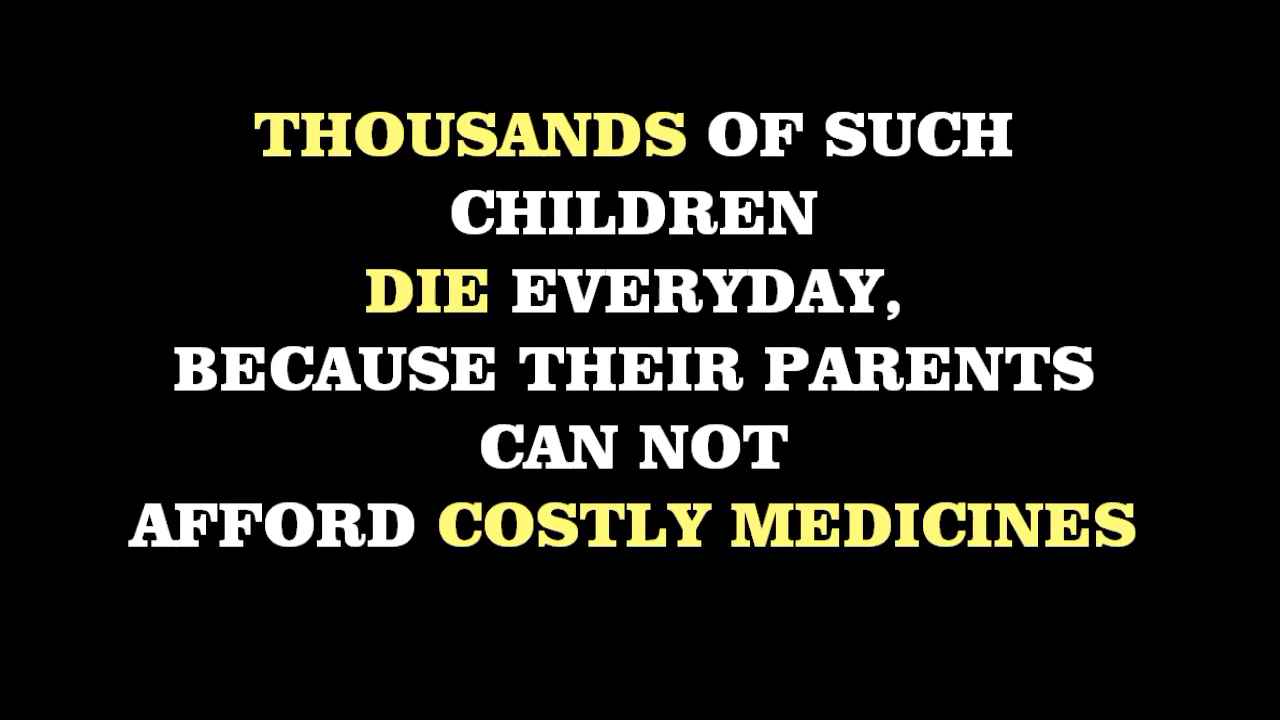 THOUSANDS OF SUCH
CHILDREN
DIE EVERYDAY,
BECAUSE THEIR PARENTS
CAN NOT
AFFORD COSTLY MEDICINES